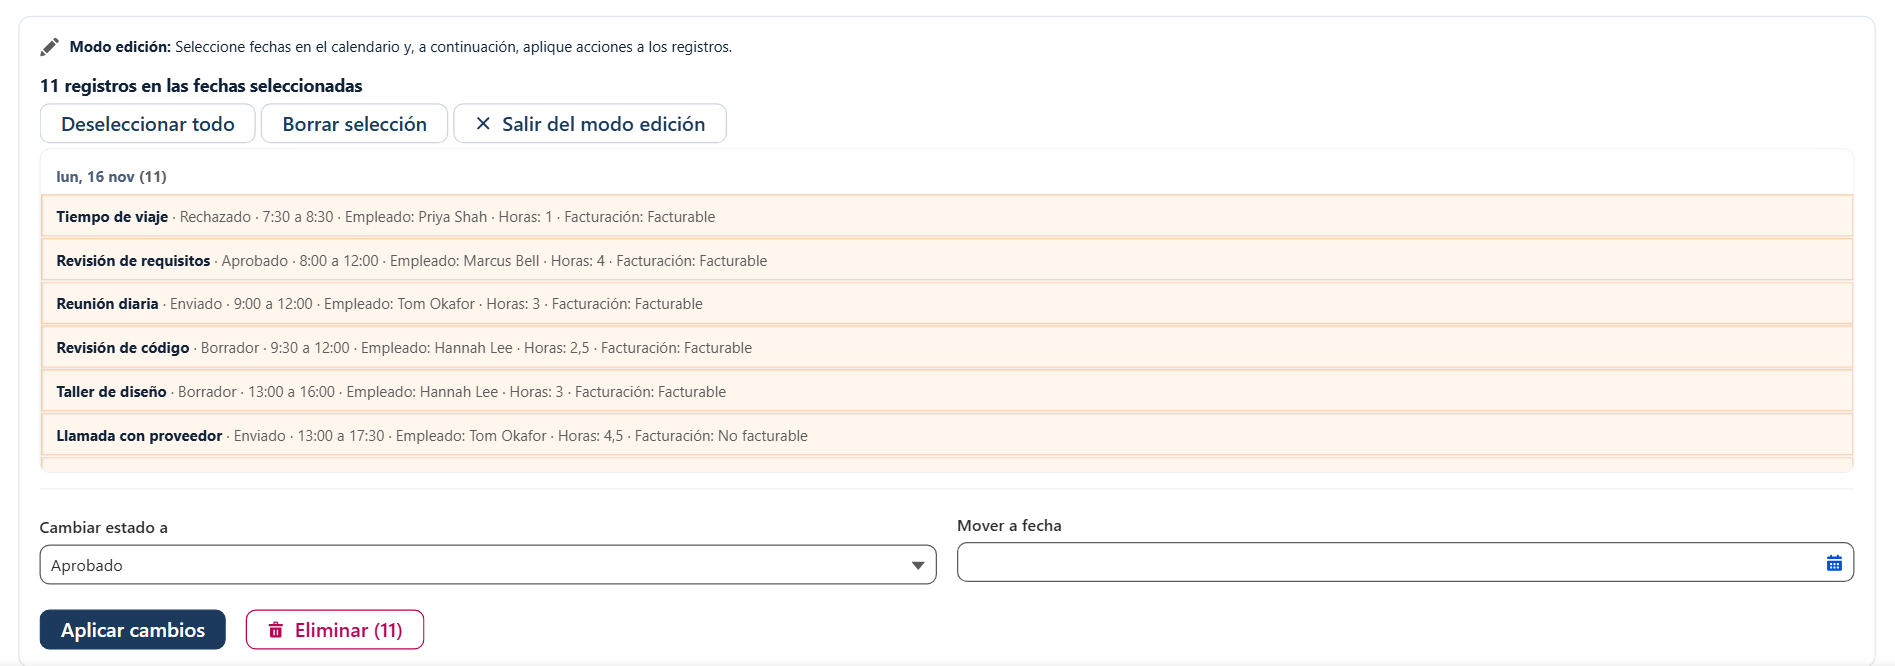 Modo edición: Seleccione fechas en el calendario y, a continuación, aplique acciones a los registros.
11 registros en las fechas seleccionadas
Deseleccionar todo
Borrar selección
Salir del modo edición
lun, 16 nov (11)
Tiempo de viaje · Rechazado · 7:30 a 8:30 · Empleado: Priya Shah · Horas: 1 · Facturación: Facturable
Revisión de requisitos · Aprobado · 8:00 a 12:00 · Empleado: Marcus Bell · Horas: 4 · Facturación: Facturable
Reunión diaria · Enviado · 9:00 a 12:00 · Empleado: Tom Okafor · Horas: 3 · Facturación: Facturable
Revisión de código · Borrador · 9:30 a 12:00 · Empleado: Hannah Lee · Horas: 2,5 · Facturación: Facturable
Taller de diseño · Borrador · 13:00 a 16:00 · Empleado: Hannah Lee · Horas: 3 · Facturación: Facturable
Llamada con proveedor · Enviado · 13:00 a 17:30 · Empleado: Tom Okafor · Horas: 4,5 · Facturación: No facturable
Cambiar estado a
Aprobado
Mover a fecha
Aplicar cambios
Eliminar (11)